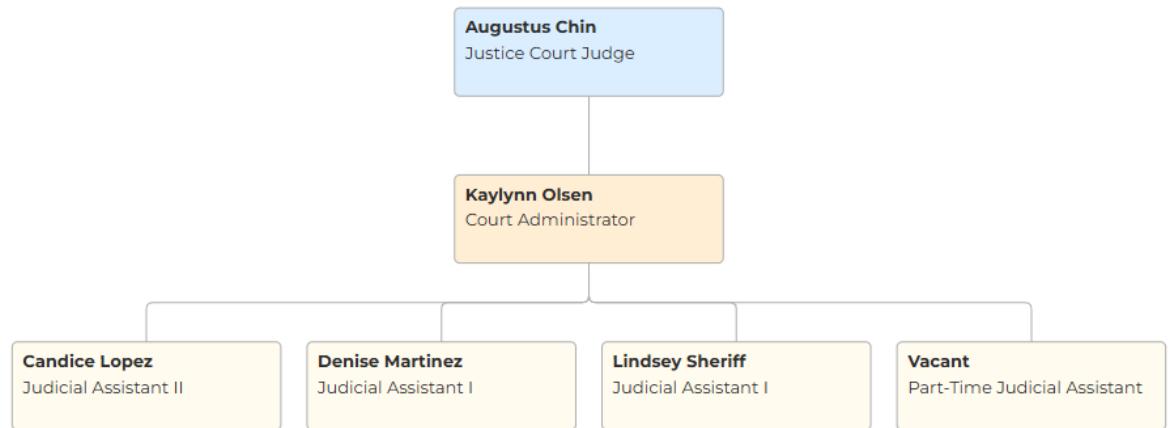 Augustus Chin
Justice Court Judge
Kaylynn Olsen
Court Administrator
Candice Lopez
Judicial Assistant II
Denise Martinez
Judicial Assistant I
Lindsey Sheriff
Judicial Assistant I
Vacant
Part-Time Judicial Assistant